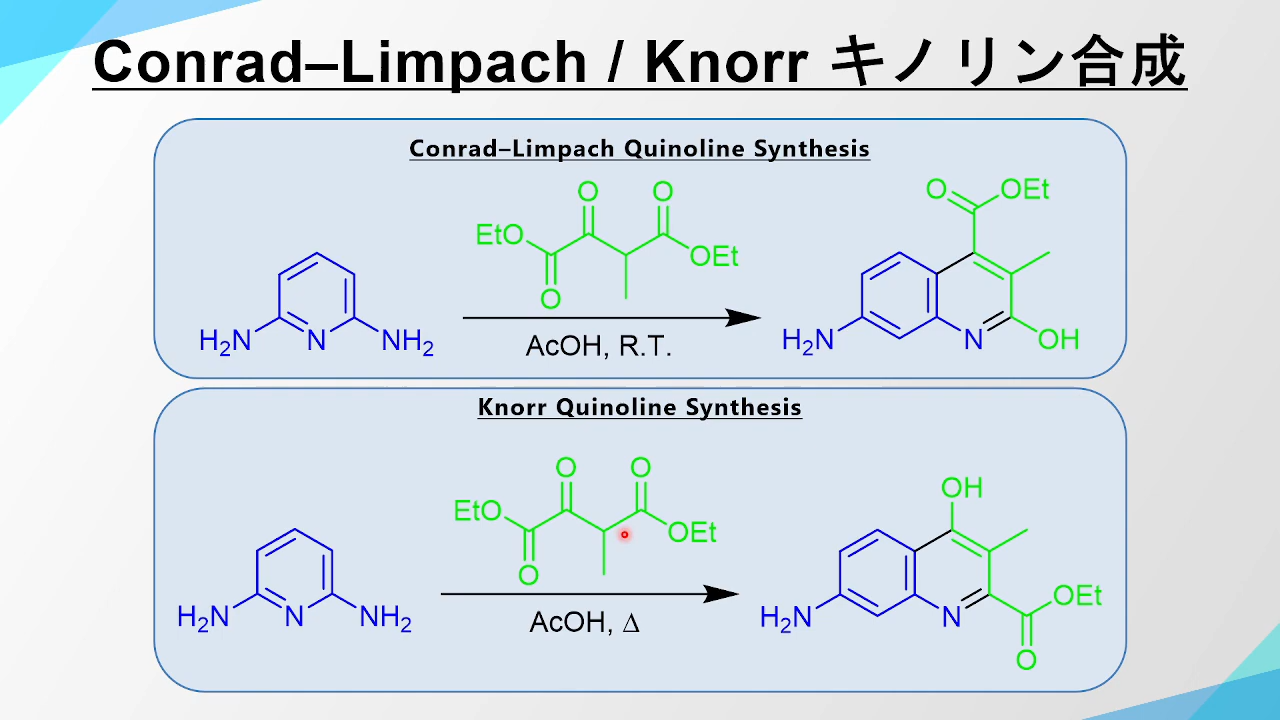 Conrad–Limpach / Knorr キノリン合成
Conrad–Limpach Quinoline Synthesis
O O
EtO OEt
O
H2N N NH2
AcOH, R.T.
O OEt
H2N N OH
Knorr Quinoline Synthesis
O O
EtO OEt
O
H2N N NH2
AcOH, Δ
OH
H2N N OEt
O